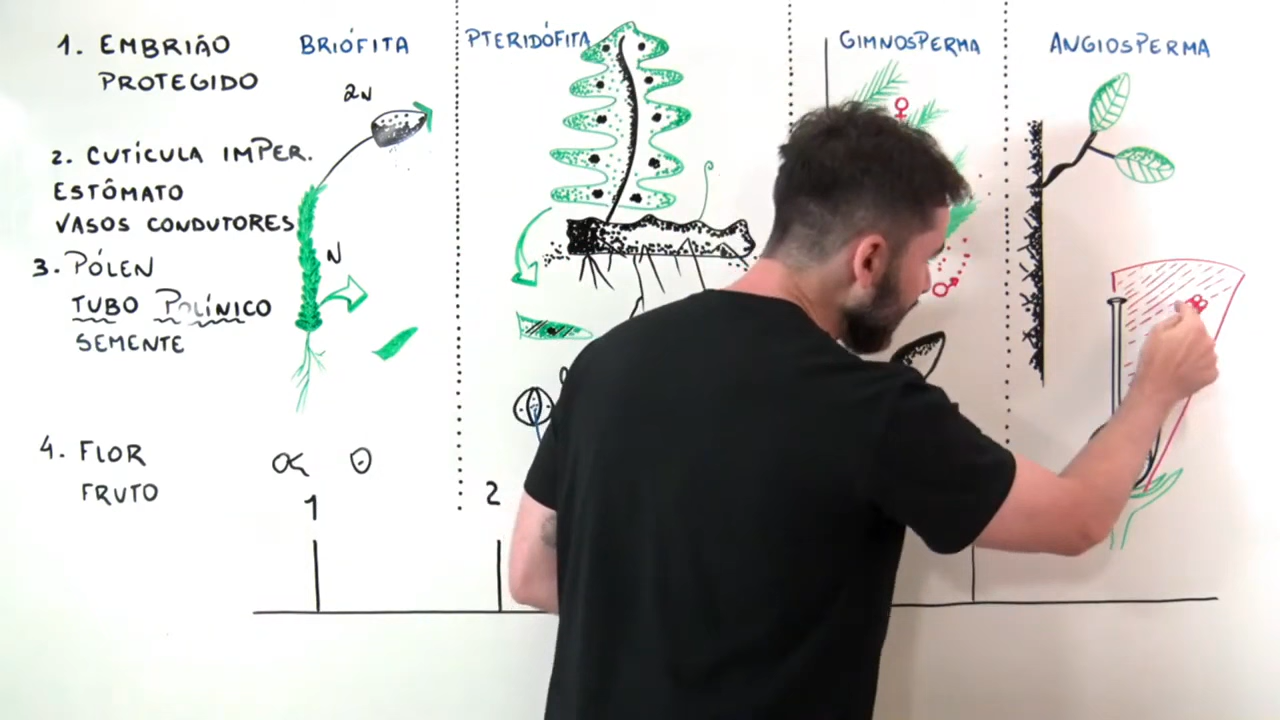 1. EMBRIÃO
PROTEGIDO
2. CUTÍCULA IMPER.
ESTÔMATO
VASOS CONDUTORES
3. PÓLEN
TUBO POLÍNICO
SEMENTE
4. FLOR
FRUTO
BRIÓFITA
2N
N
1
PTERIDÓFITA
2
GIMNOSPERMA
♀
♂
ANGIOSPERMA